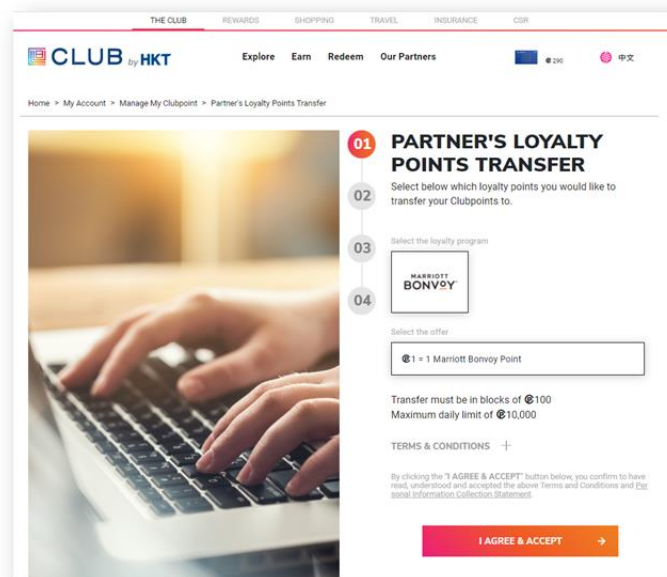 THE CLUB REWARDS SHOPPING TRAVEL INSURANCE CSR
CLUB by HKT Explore Earn Redeem Our Partners 290 中文
Home > My Account > Manage My Clubpoint > Partner's Loyalty Points Transfer
01
02
03
04
PARTNER'S LOYALTY
POINTS TRANSFER
Select below which loyalty points you would like to
transfer your Clubpoints to.
Select the loyalty program
MARRIOTT
BONVOY
Select the offer
1 = 1 Marriott Bonvoy Point
Transfer must be in blocks of 100
Maximum daily limit of 10,000
TERMS & CONDITIONS +
By clicking the "I AGREE & ACCEPT" button below, you confirm to have
read, understood and accepted the above Terms and Conditions and Per
sonal Information Collection Statement.
I AGREE & ACCEPT →